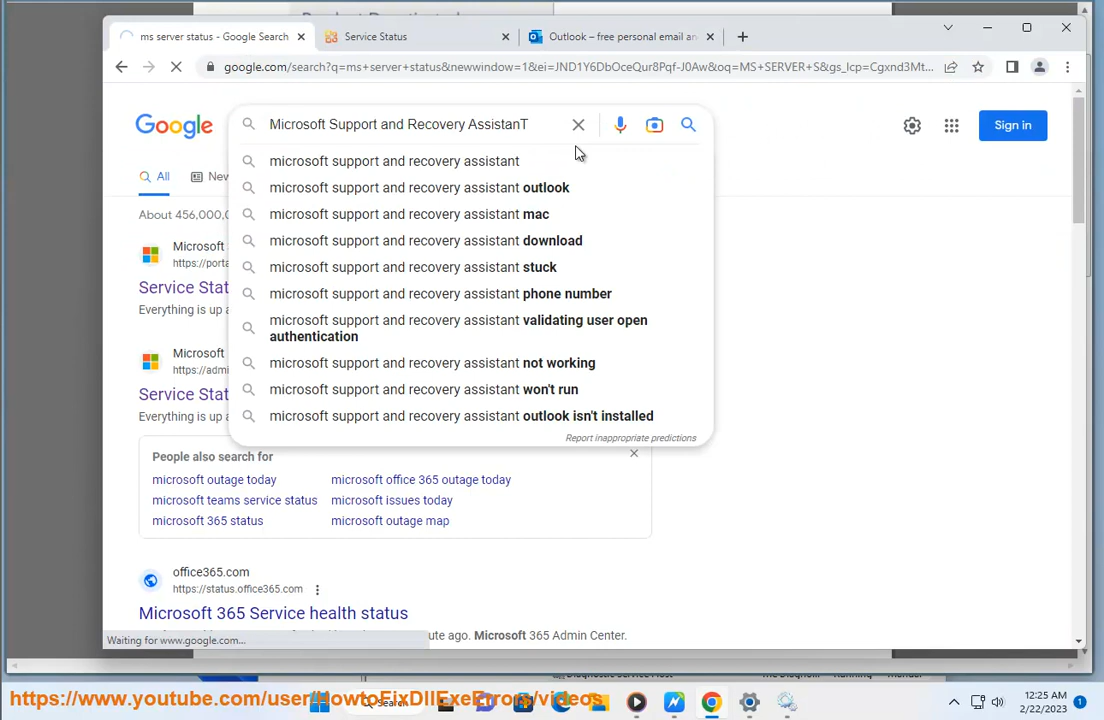 ms server status - Google Search
Service Status
Outlook – free personal email an
google.com/search?q=ms+server+status&newwindow=1&ei=JND1Y6DbOceQur8Pqf-J0Aw&oq=MS+SERVER+S&gs_lcp=Cgxnd3Mt...
Google
Microsoft Support and Recovery AssistanT
Sign in
microsoft support and recovery assistant
microsoft support and recovery assistant outlook
microsoft support and recovery assistant mac
microsoft support and recovery assistant download
microsoft support and recovery assistant stuck
microsoft support and recovery assistant phone number
microsoft support and recovery assistant validating user open
authentication
microsoft support and recovery assistant not working
microsoft support and recovery assistant won't run
microsoft support and recovery assistant outlook isn't installed
Report inappropriate predictions
All
New
About 456,000,0
Microsoft
https://porta
Service Stat
Everything is up a
Microsoft
https://admi
Service Stat
Everything is up a
People also search for
microsoft outage today
microsoft office 365 outage today
microsoft teams service status
microsoft issues today
microsoft 365 status
microsoft outage map
office365.com
https://status.office365.com
Microsoft 365 Service health status
Waiting for www.google.com...
ute ago. Microsoft 365 Admin Center.
https://www.youtube.com/user/HowtoFixDllExeErrors/videos
Search
12:25 AM
2/22/2023